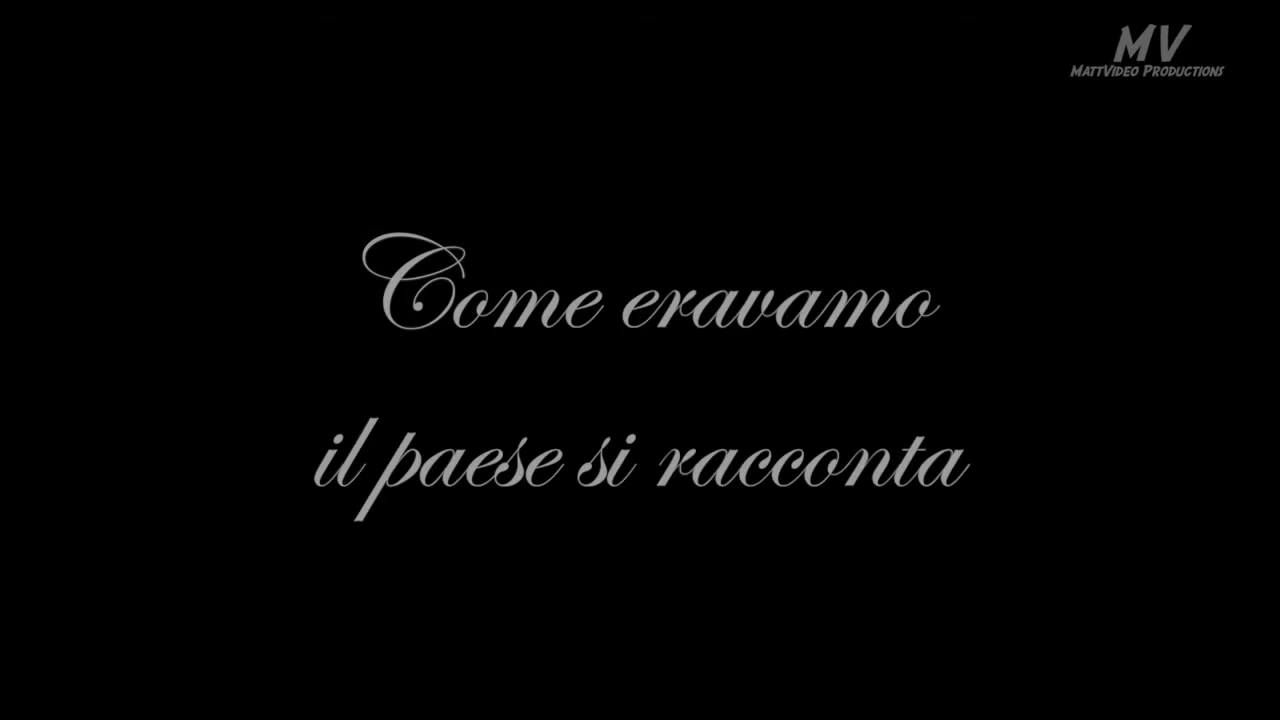 MV
MattVideo Productions
Come eravamo
il paese si racconta